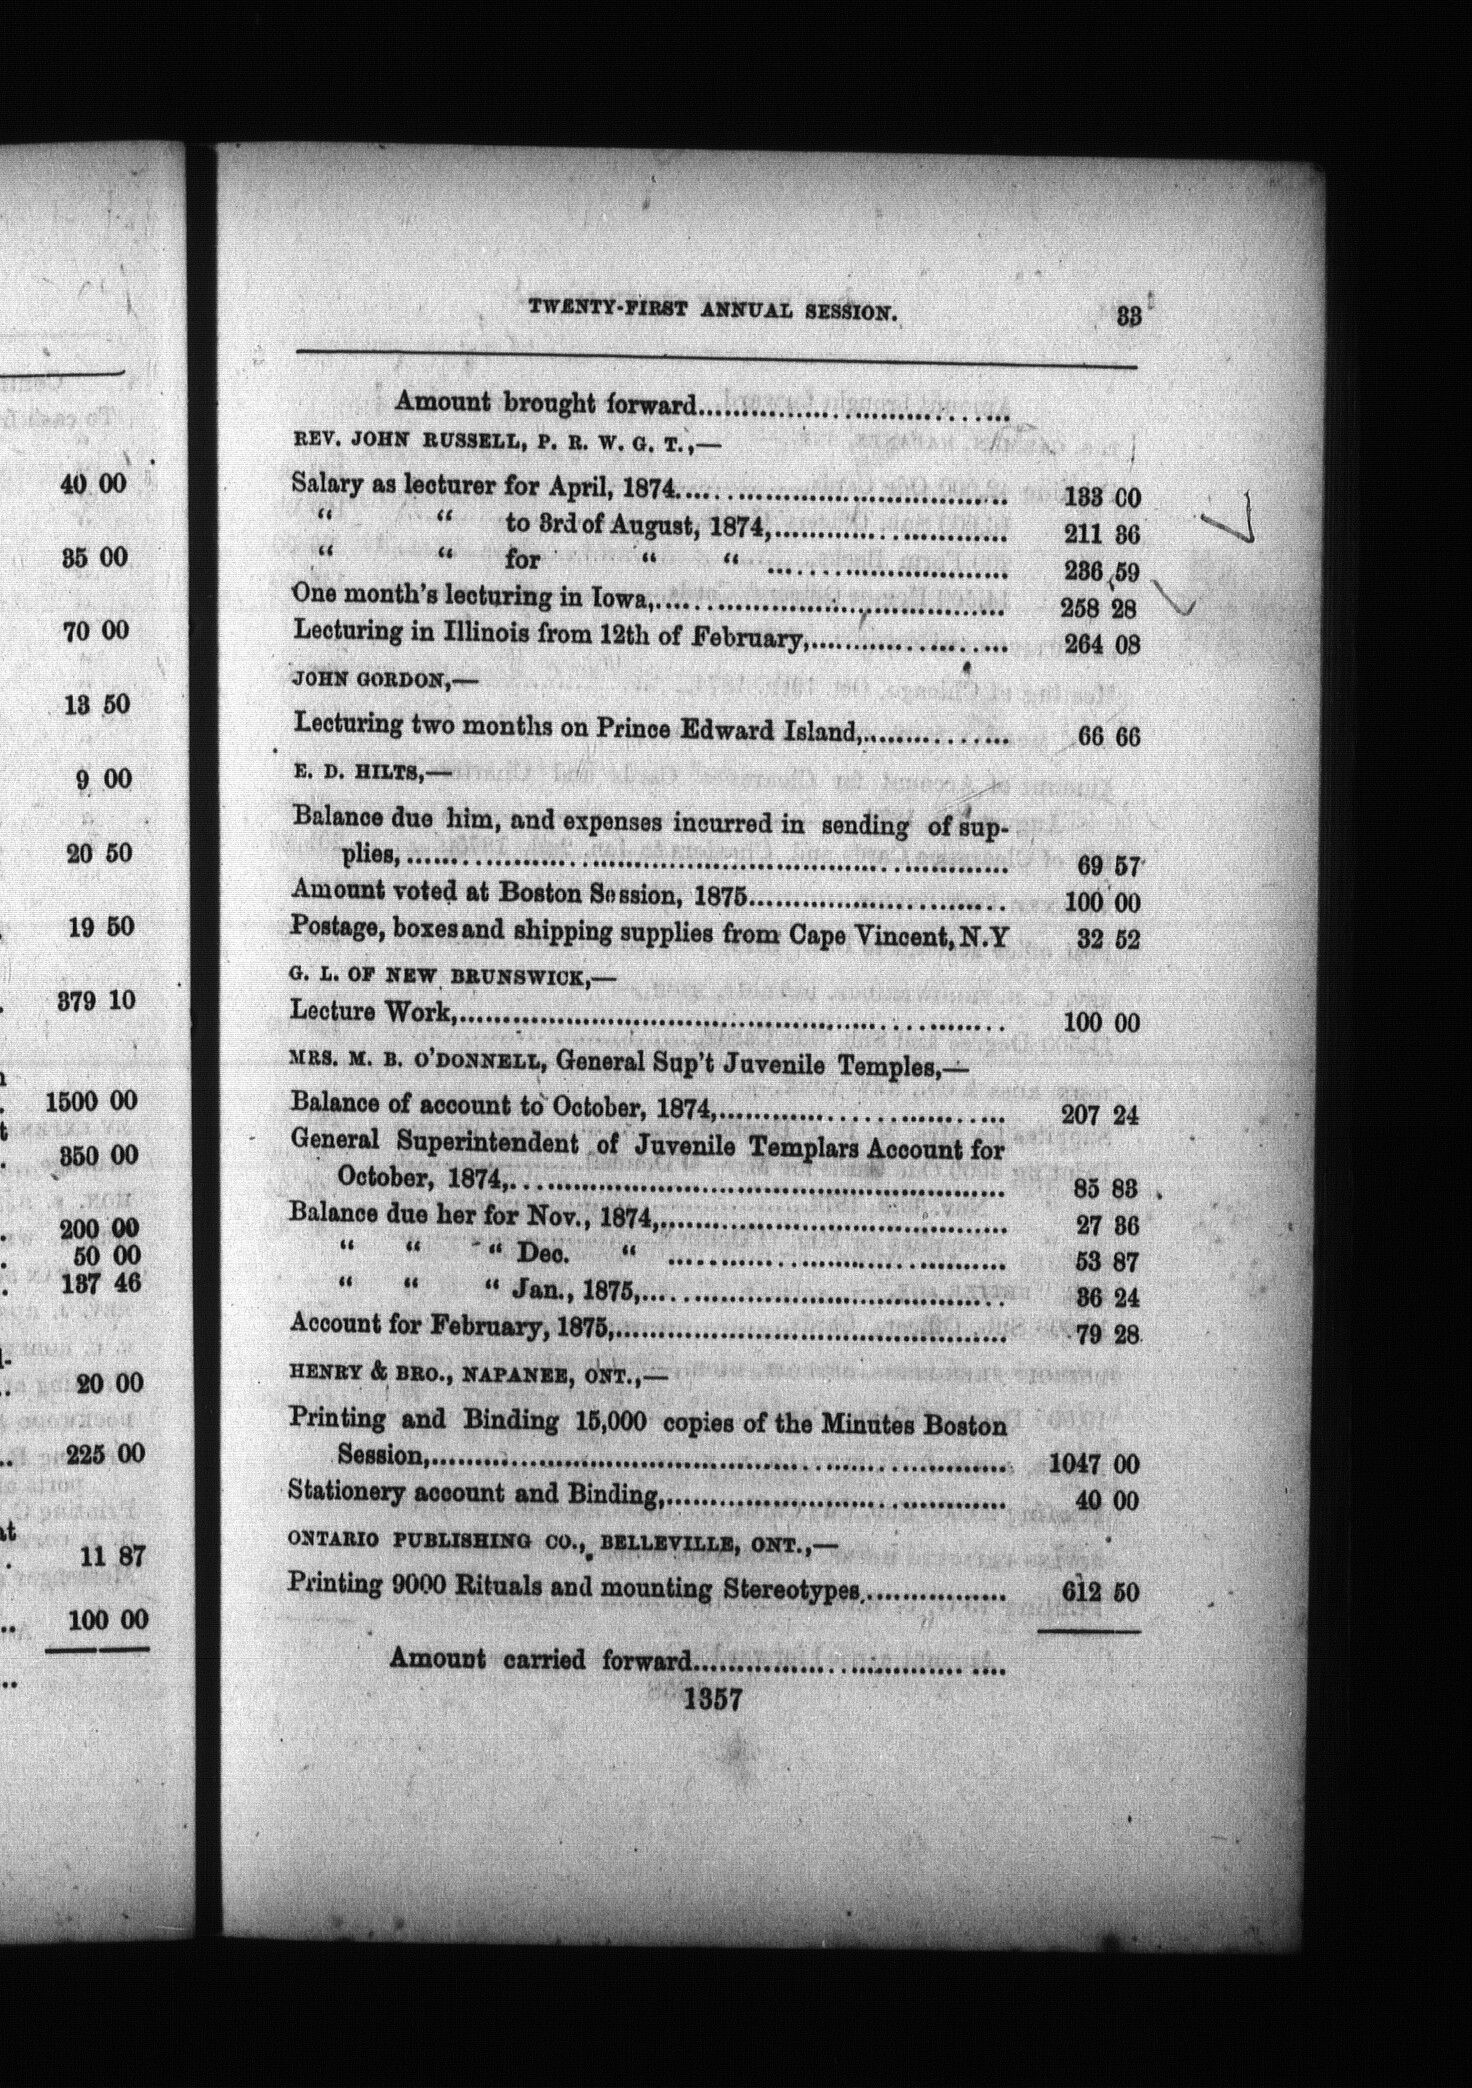 40 00
35 00
70 00
13 50
9 00
20 50
19 50
379 10
1500 00
350 00
200 00
50 00
137 46
20 00
225 00
11 87
100 00
TWENTY-FIRST ANNUAL SESSION. 33
Amount brought forward..............................
REV. JOHN RUSSELL, P. R. W. G. T.,—
Salary as lecturer for April, 1874................................ 133 00
“ “ to 3rd of August, 1874,......................... 211 36
“ “ for “ “ ......................... 236 59
One month's lecturing in Iowa,................................ 258 28
Lecturing in Illinois from 12th of February,.................... 264 08
JOHN GORDON,—
Lecturing two months on Prince Edward Island,............... 66 66
E. D. HILTS,—
Balance due him, and expenses incurred in sending of sup-
plies,............................................................ 69 57
Amount voted at Boston Session, 1875......................... 100 00
Postage, boxes and shipping supplies from Cape Vincent, N.Y 32 52
G. L. OF NEW BRUNSWICK,—
Lecture Work,................................................... 100 00
MRS. M. B. O'DONNELL, General Sup't Juvenile Temples,—
Balance of account to October, 1874,............................ 207 24
General Superintendent of Juvenile Templars Account for
October, 1874,................................................... 85 83
Balance due her for Nov., 1874,................................ 27 36
“ “ “ Dec. “ ................................ 53 87
“ “ “ Jan., 1875,................................ 36 24
Account for February, 1875,..................................... 79 28
HENRY & BRO., NAPANEE, ONT.,—
Printing and Binding 15,000 copies of the Minutes Boston
Session,........................................................ 1047 00
Stationery account and Binding,................................ 40 00
ONTARIO PUBLISHING CO., BELLEVILLE, ONT.,—
Printing 9000 Rituals and mounting Stereotypes................ 612 50
Amount carried forward..............................
1357